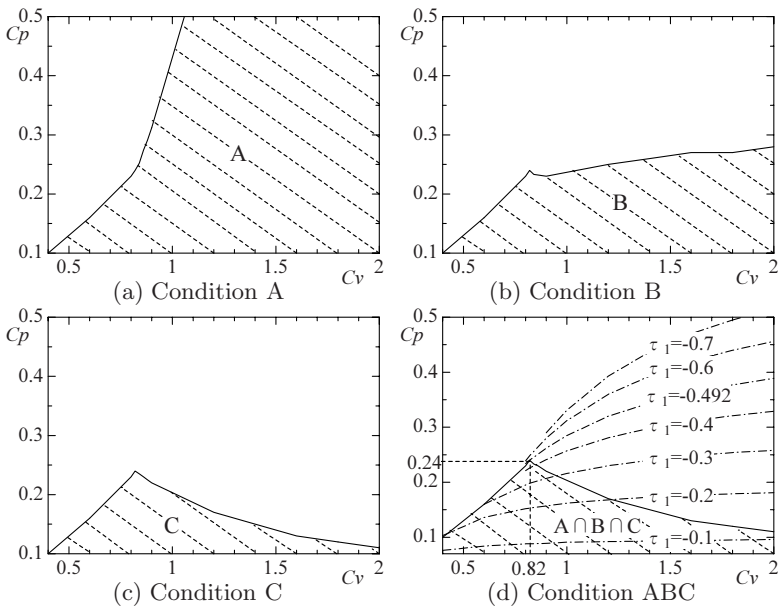 0.5
Cp
0.4
0.3
0.2
0.1
A
0.5 1 1.5 Cv 2
(a) Condition A
0.5
Cp
0.4
0.3
0.2
0.1
B
0.5 1 1.5 Cv 2
(b) Condition B
0.5
Cp
0.4
0.3
0.2
0.1
C
0.5 1 1.5 Cv 2
(c) Condition C
0.5
Cp
0.4
0.3
0.24
0.2
0.1
τ 1=-0.7
τ 1=-0.6
τ 1=-0.492
τ 1=-0.4
τ 1=-0.3
τ 1=-0.2
A∩B∩C
τ 1=-0.1
0.5 0.82 1 1.5 Cv 2
(d) Condition ABC